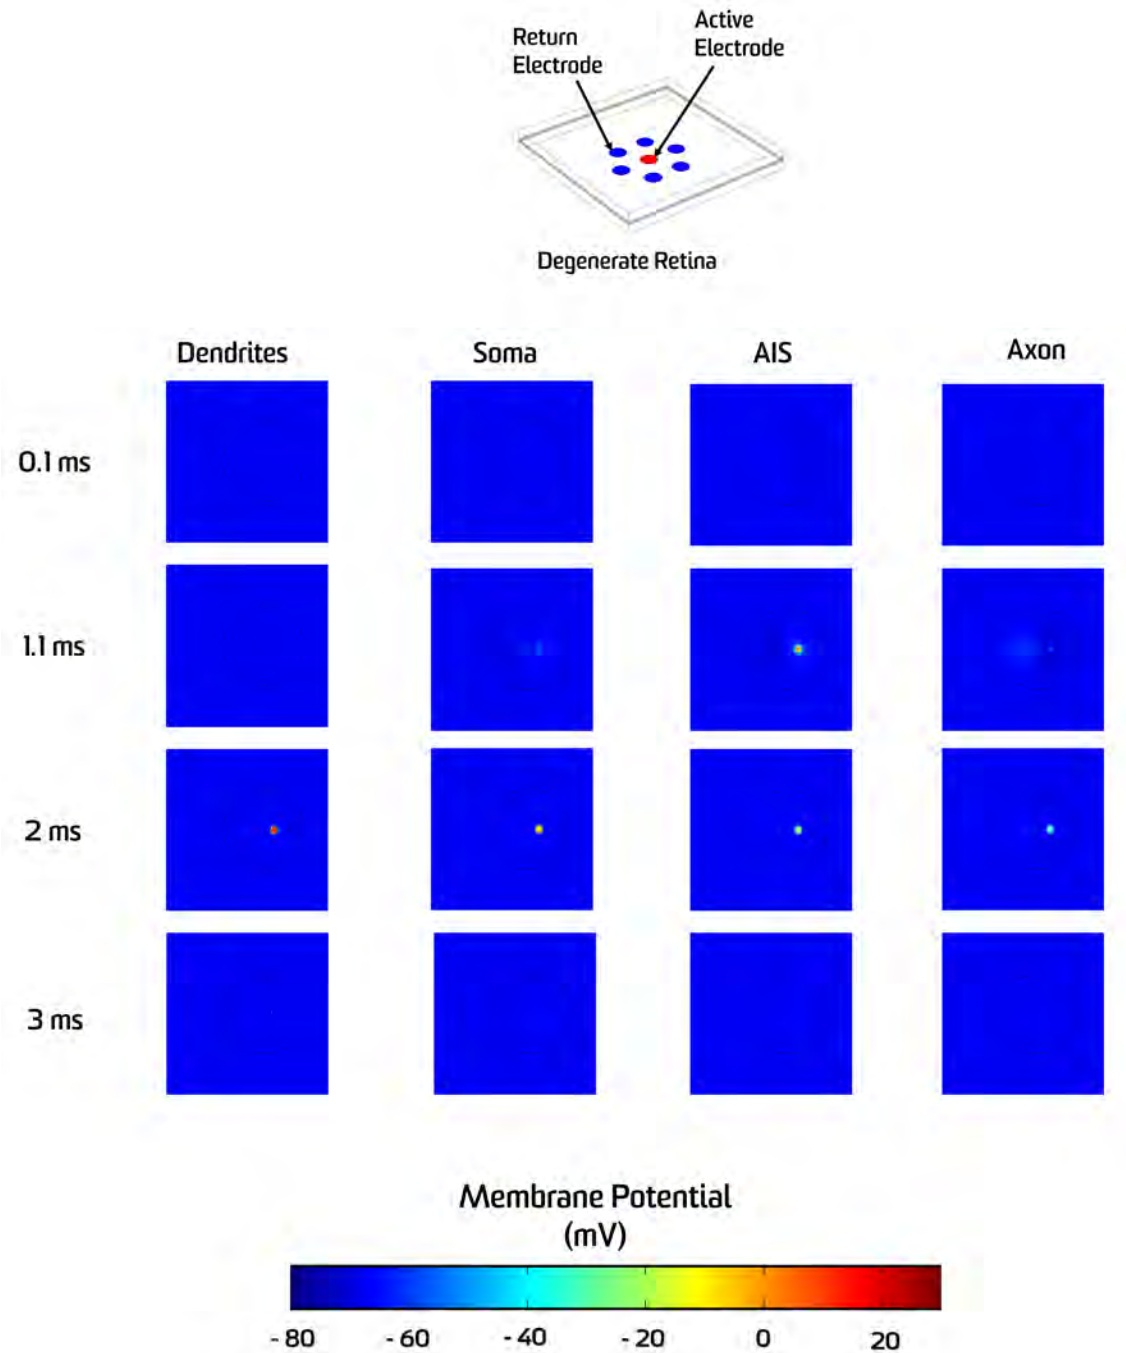 Return
Electrode
Active
Electrode
Degenerate Retina
Dendrites Soma AIS Axon
0.1 ms
1.1 ms
2 ms
3 ms
Membrane Potential
(mV)
- 80 - 60 - 40 - 20 0 20